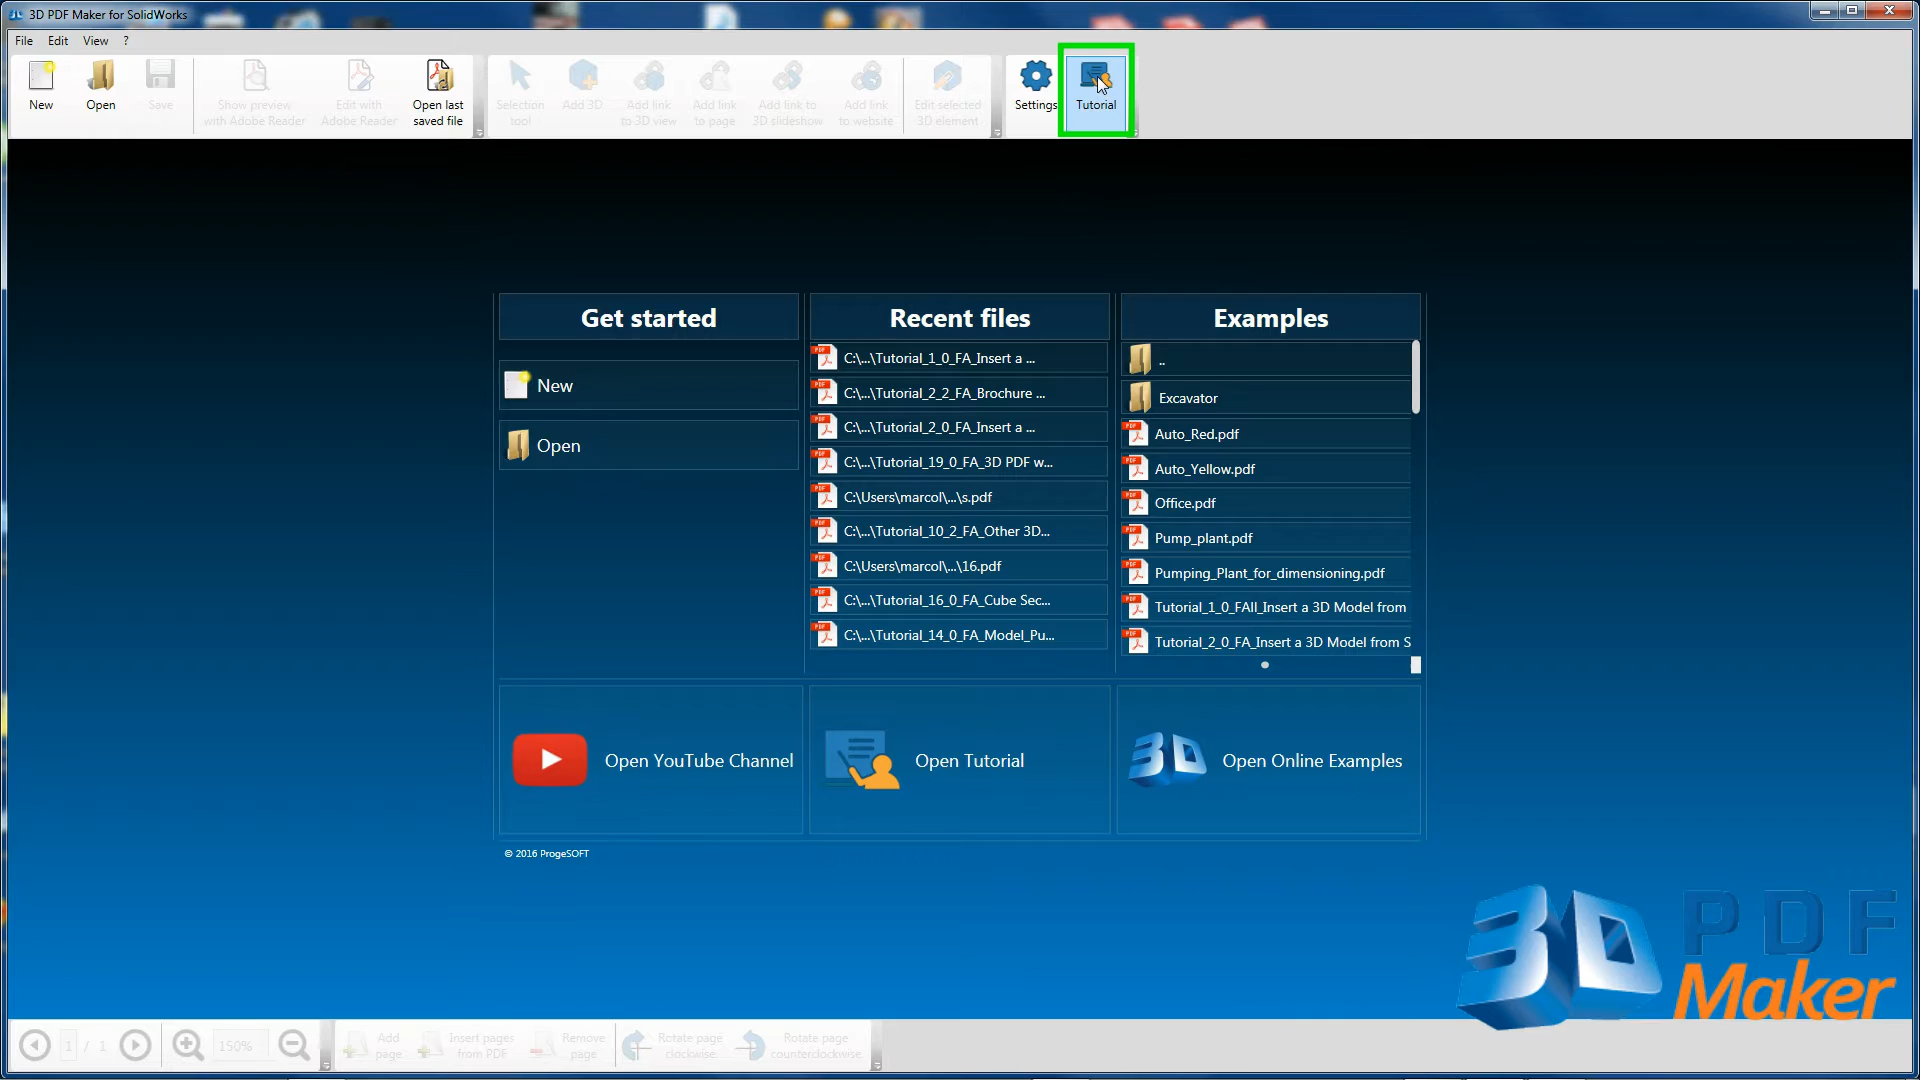 3D PDF Maker for SolidWorks
File Edit View ?
New
Open
Save
Show preview
with Adobe Reader
Edit with
Adobe Reader
Open last
saved file
Selection
tool
Add 3D
Add link
to 3D view
Add link
to page
Add link to
3D slideshow
Add link
to website
Edit selected
3D element
Settings
Tutorial
Get started
New
Open
Recent files
C:\...\Tutorial_1_0_FA_Insert a ...
C:\...\Tutorial_2_2_FA_Brochure ...
C:\...\Tutorial_2_0_FA_Insert a ...
C:\...\Tutorial_19_0_FA_3D PDF w...
C:\Users\marcol\...\s.pdf
C:\...\Tutorial_10_2_FA_Other 3D...
C:\Users\marcol\...\16.pdf
C:\...\Tutorial_16_0_FA_Cube Sec...
C:\...\Tutorial_14_0_FA_Model_Pu...
Examples
..
Excavator
Auto_Red.pdf
Auto_Yellow.pdf
Office.pdf
Pump_plant.pdf
Pumping_Plant_for_dimensioning.pdf
Tutorial_1_0_FAll_Insert a 3D Model from
Tutorial_2_0_FA_Insert a 3D Model from S
Open YouTube Channel
Open Tutorial
3D
Open Online Examples
© 2016 ProgeSOFT
3D PDF
Maker
1 / 1
150%
Add
page
Insert pages
from PDF
Remove
page
Rotate page
clockwise
Rotate page
counterclockwise